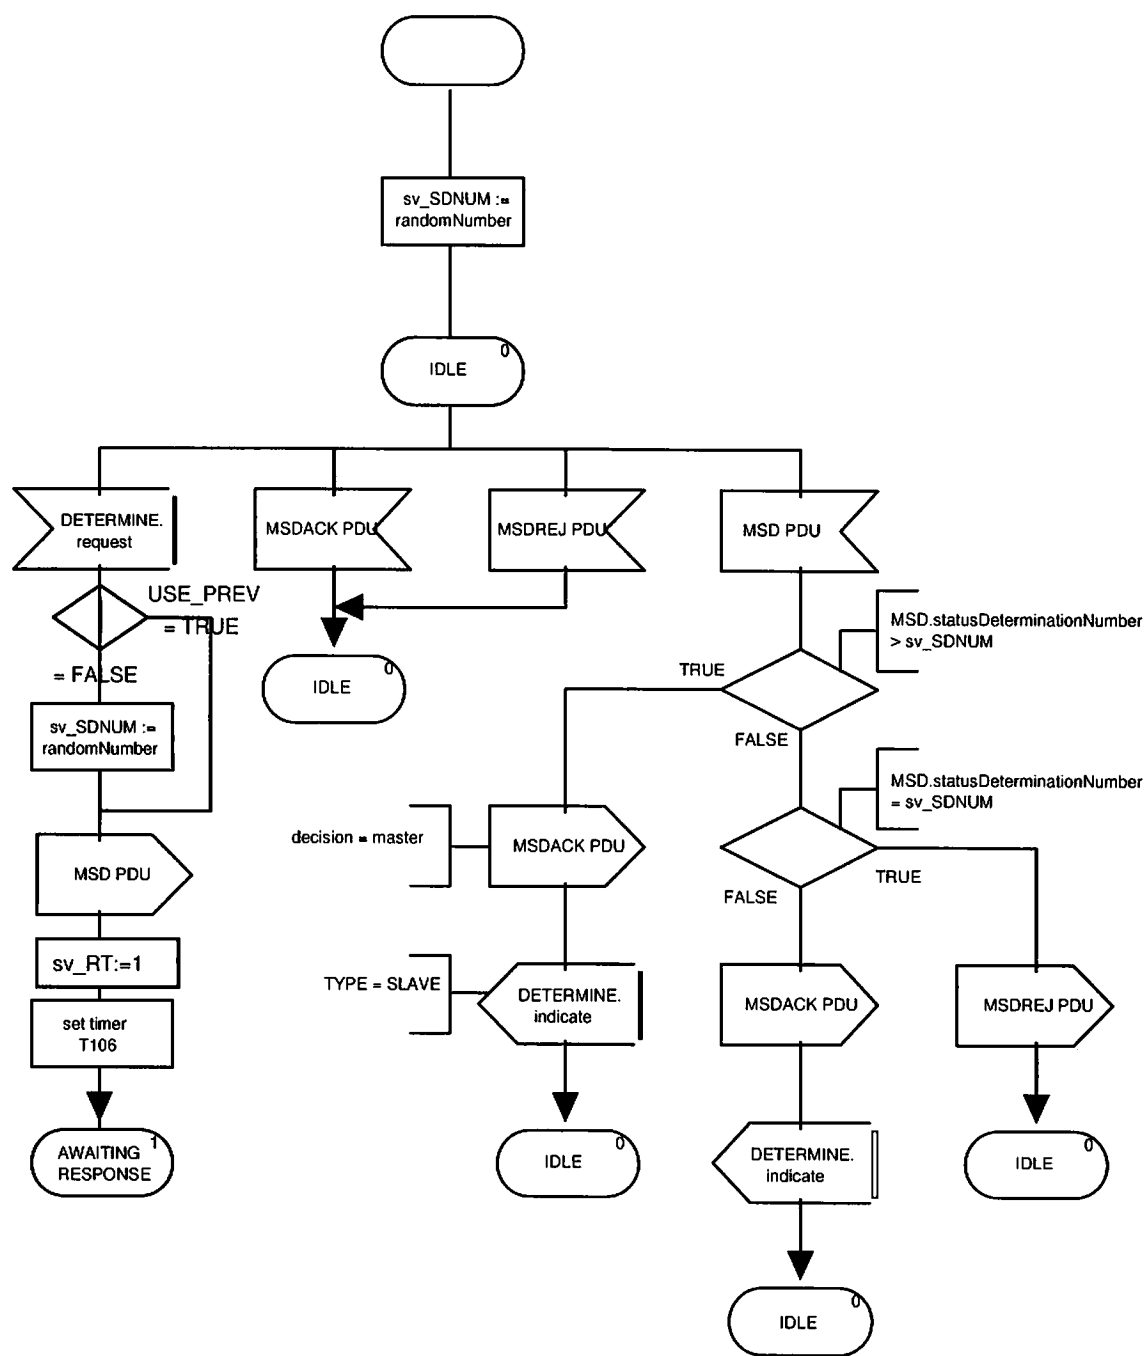 sv_SDNUM :=
randomNumber
0
IDLE
DETERMINE.
request
MSDACK PDU
MSDREJ PDU
MSD PDU
USE_PREV
= TRUE
= FALSE
MSD.statusDeterminationNumber
> sv_SDNUM
TRUE
FALSE
0
IDLE
sv_SDNUM :=
randomNumber
MSD.statusDeterminationNumber
= sv_SDNUM
decision = master
MSDACK PDU
MSD PDU
TRUE
FALSE
sv_RT:=1
TYPE = SLAVE
DETERMINE.
indicate
MSDACK PDU
MSDREJ PDU
set timer
T106
1
AWAITING
RESPONSE
0
IDLE
DETERMINE.
indicate
0
IDLE
0
IDLE